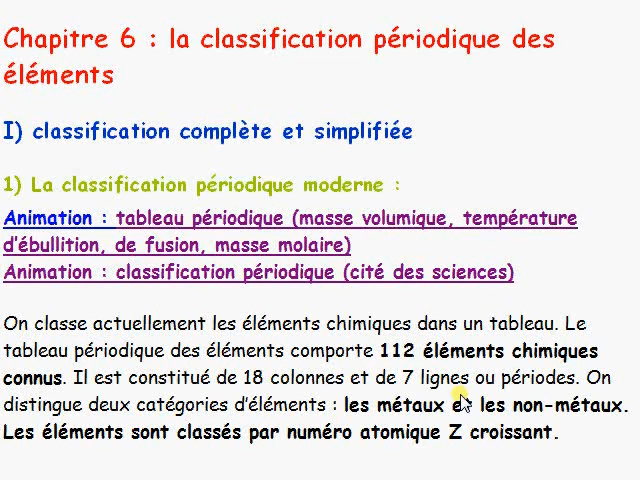 Chapitre 6 : la classification périodique des
éléments
I) classification complète et simplifiée
1) La classification périodique moderne :
Animation : tableau périodique (masse volumique, température
d'ébullition, de fusion, masse molaire)
Animation : classification périodique (cité des sciences)
On classe actuellement les éléments chimiques dans un tableau. Le
tableau périodique des éléments comporte 112 éléments chimiques
connus. Il est constitué de 18 colonnes et de 7 lignes ou périodes. On
distingue deux catégories d'éléments : les métaux et les non-métaux.
Les éléments sont classés par numéro atomique Z croissant.